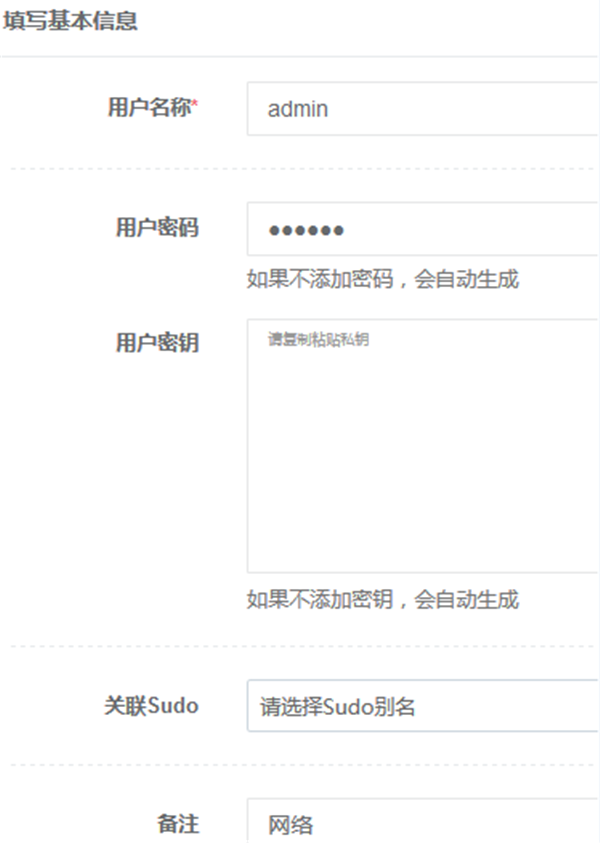 填写基本信息
用户名称* admin
用户密码 ●●●●●●
如果不添加密码，会自动生成
用户密钥 请复制粘贴私钥
如果不添加密钥，会自动生成
关联Sudo 请选择Sudo别名
备注 网络